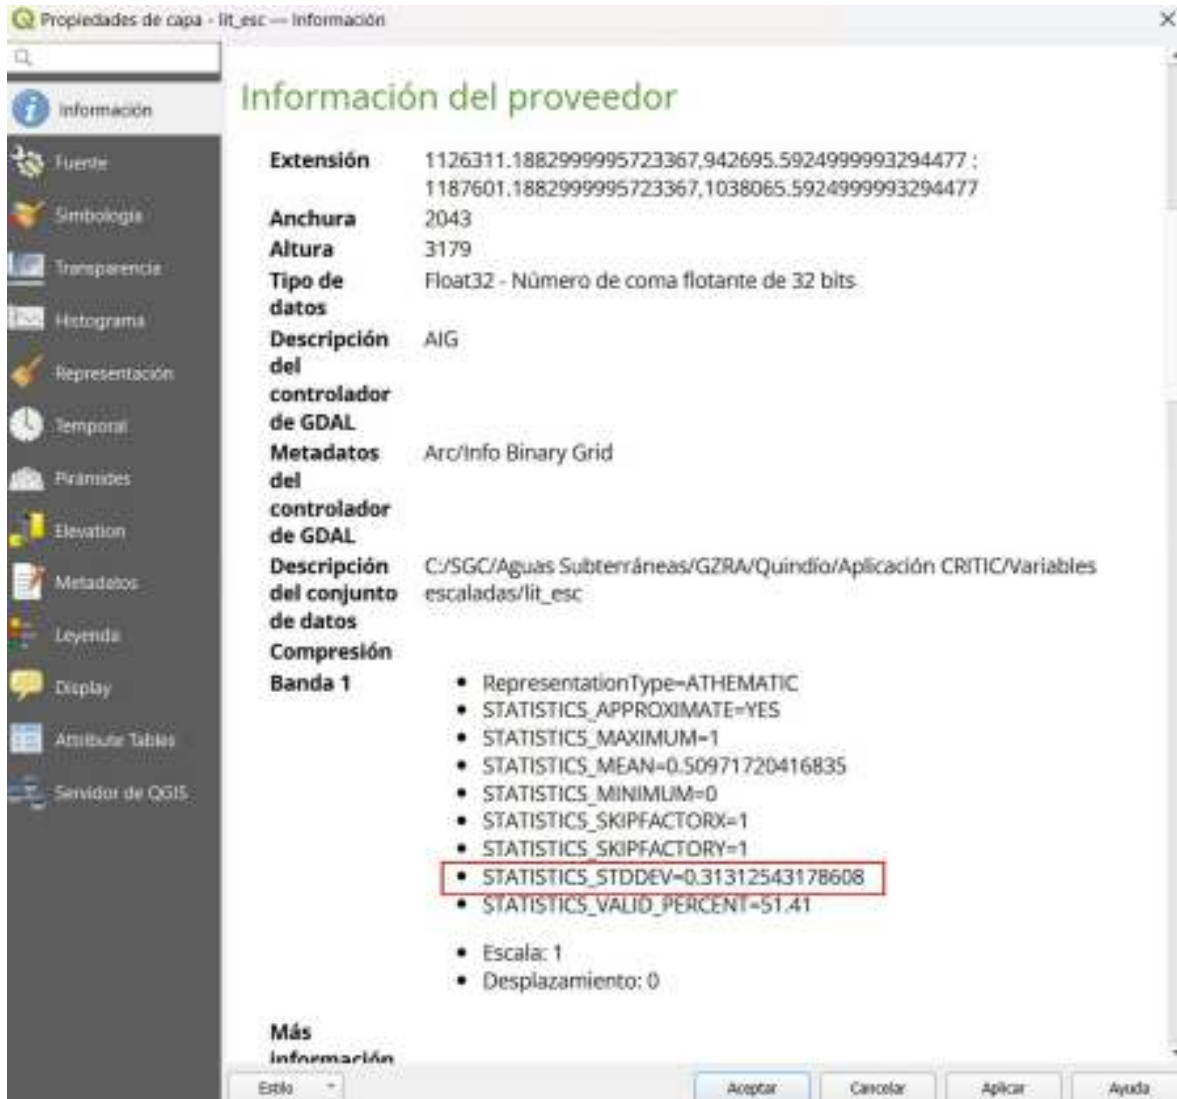 Propiedades de capa - lit_esc — Información
Información
Fuente
Simbología
Transparencia
Histograma
Representación
Temporal
Pirámides
Elevation
Metadatos
Leyenda
Display
Attribute Tables
Servidor de QGIS
Información del proveedor
Extensión 1126311.1882999995723367,942695.5924999993294477 :
1187601.1882999995723367,1038065.5924999993294477
Anchura 2043
Altura 3179
Tipo de Float32 - Número de coma flotante de 32 bits
datos
Descripción AIG
del
controlador
de GDAL
Metadatos Arc/Info Binary Grid
del
controlador
de GDAL
Descripción C:/SGC/Aguas Subterráneas/GZRA/Quindío/Aplicación CRITIC/Variables
del conjunto escaladas/lit_esc
de datos
Compresión
Banda 1 • RepresentationType=ATHEMATIC
• STATISTICS_APPROXIMATE=YES
• STATISTICS_MAXIMUM=1
• STATISTICS_MEAN=0.50971720416835
• STATISTICS_MINIMUM=0
• STATISTICS_SKIPFACTORX=1
• STATISTICS_SKIPFACTORY=1
• STATISTICS_STDDEV=0.31312543178608
• STATISTICS_VALID_PERCENT=51.41
• Escala: 1
• Desplazamiento: 0
Más
información
Estilo Aceptar Cancelar Aplicar Ayuda